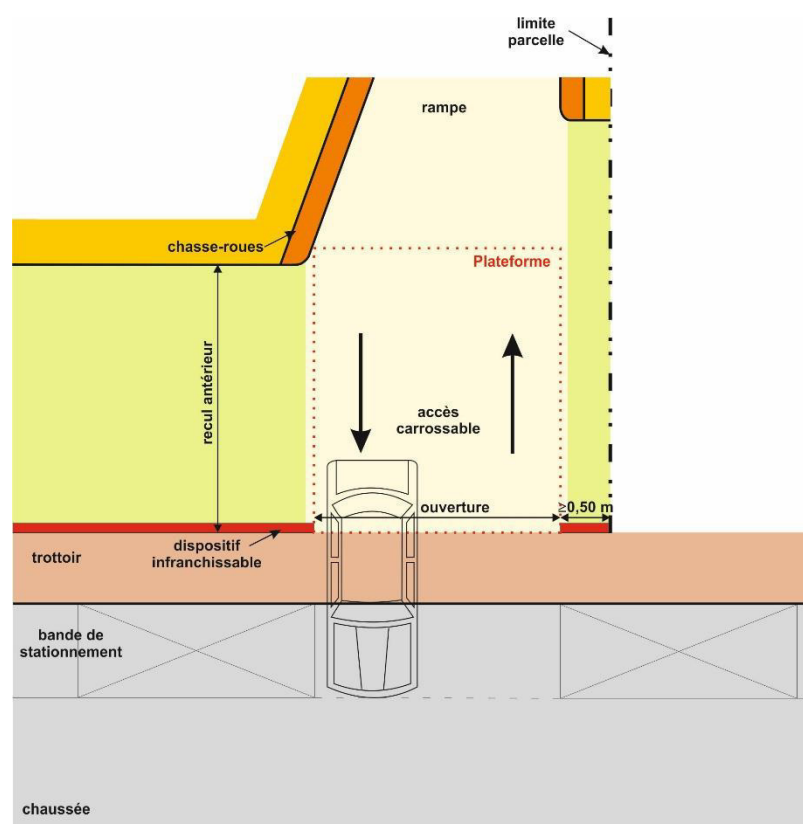 limite
parcelle
rampe
chasse-roues
Plateforme
recul antérieur
accès
carrossable
ouverture
≥0,50 m
dispositif
infranchissable
trottoir
bande de
stationnement
chaussée